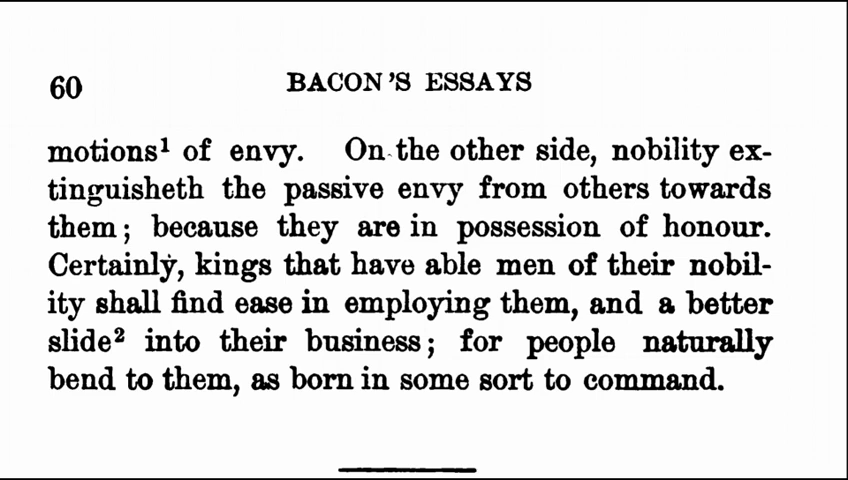 60 BACON'S ESSAYS
motions¹ of envy. On the other side, nobility ex-
tinguisheth the passive envy from others towards
them; because they are in possession of honour.
Certainly, kings that have able men of their nobil-
ity shall find ease in employing them, and a better
slide² into their business; for people naturally
bend to them, as born in some sort to command.